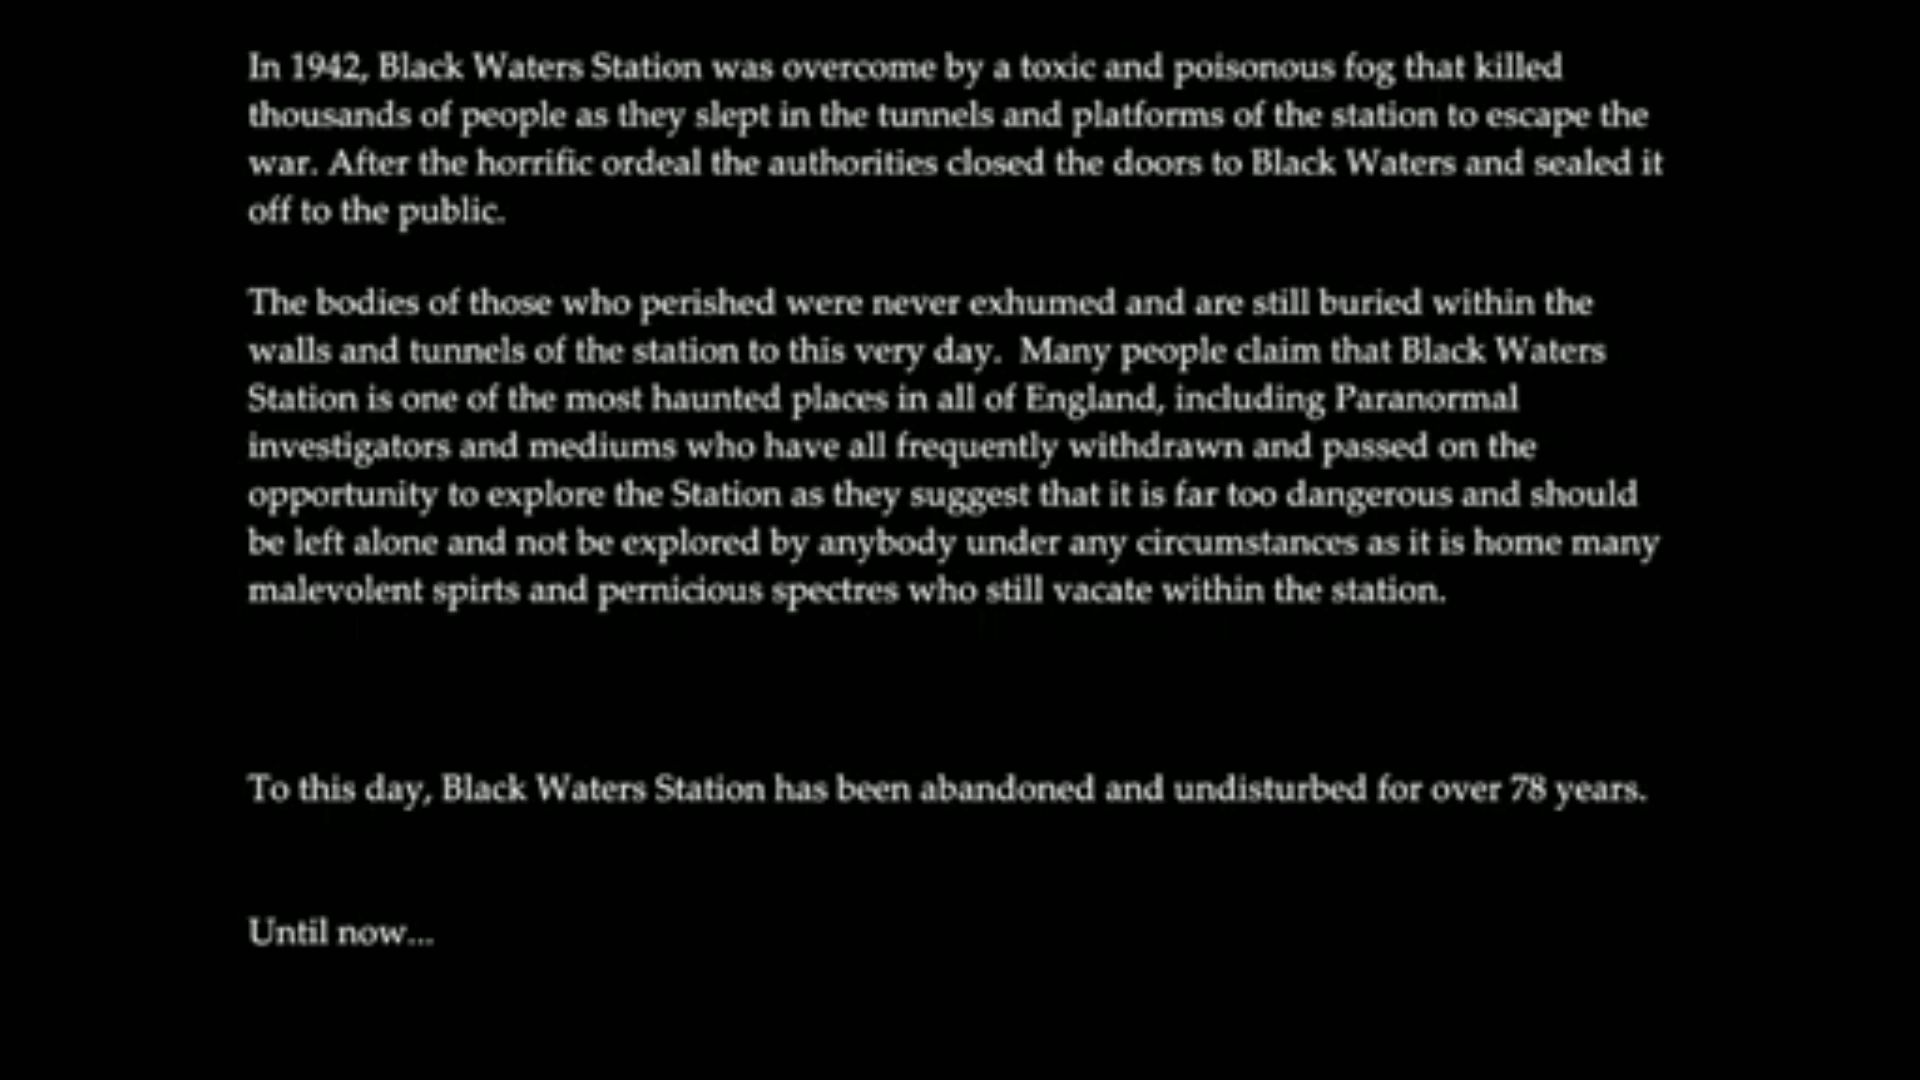 In 1942, Black Waters Station was overcome by a toxic and poisonous fog that killed
thousands of people as they slept in the tunnels and platforms of the station to escape the
war. After the horrific ordeal the authorities closed the doors to Black Waters and sealed it
off to the public.
The bodies of those who perished were never exhumed and are still buried within the
walls and tunnels of the station to this very day.  Many people claim that Black Waters
Station is one of the most haunted places in all of England, including Paranormal
investigators and mediums who have all frequently withdrawn and passed on the
opportunity to explore the Station as they suggest that it is far too dangerous and should
be left alone and not be explored by anybody under any circumstances as it is home many
malevolent spirts and pernicious spectres who still vacate within the station.
To this day, Black Waters Station has been abandoned and undisturbed for over 78 years.
Until now...